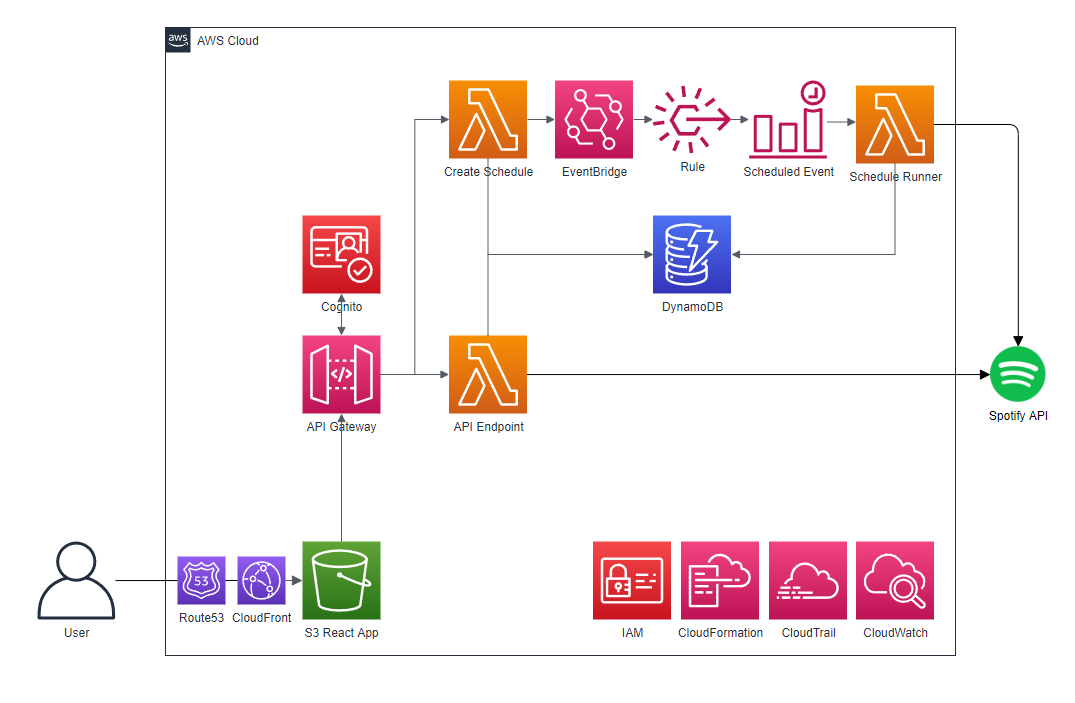 aws
AWS Cloud
Create Schedule
EventBridge
Rule
Scheduled Event
Schedule Runner
Cognito
DynamoDB
</>
API Gateway
API Endpoint
Spotify API
53
User
Route53
CloudFront
S3 React App
IAM
CloudFormation
CloudTrail
CloudWatch